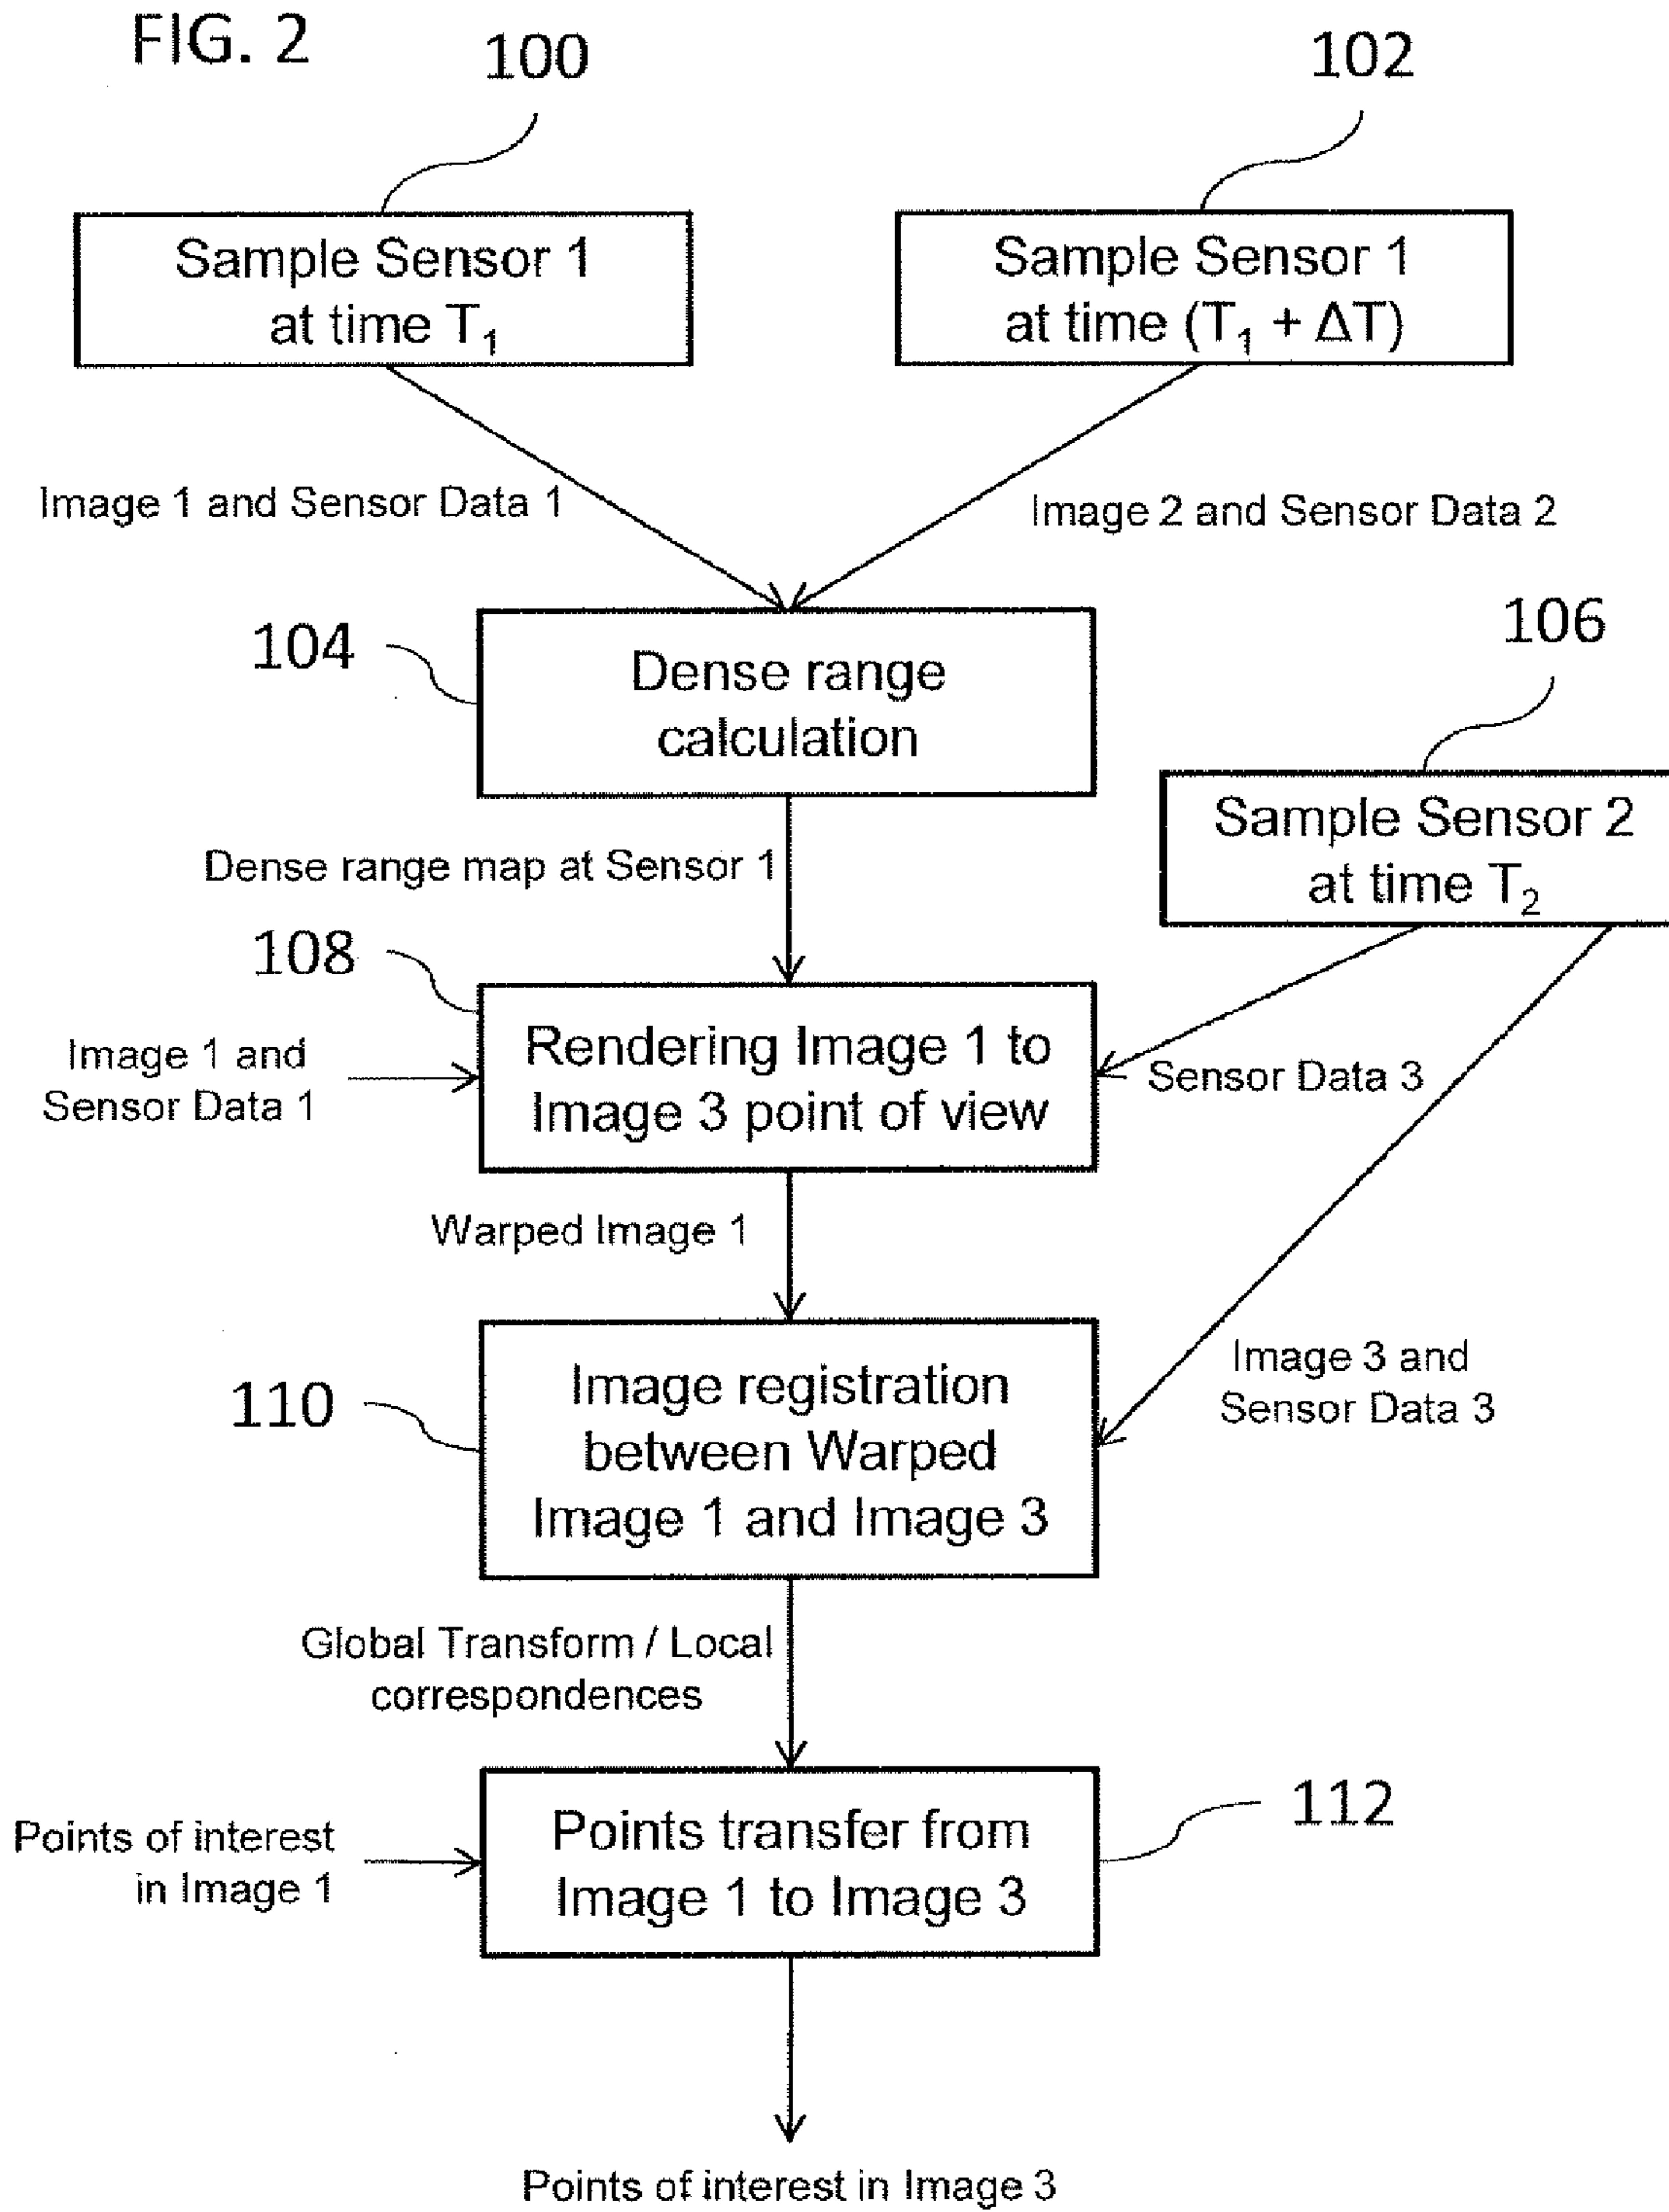 FIG. 2
100
102
Sample Sensor 1
at time T₁
Sample Sensor 1
at time (T₁ + ΔT)
Image 1 and Sensor Data 1
Image 2 and Sensor Data 2
104
Dense range
calculation
106
Sample Sensor 2
at time T₂
Dense range map at Sensor 1
108
Image 1 and
Sensor Data 1
Rendering Image 1 to
Image 3 point of view
Sensor Data 3
Warped Image 1
110
Image registration
between Warped
Image 1 and Image 3
Image 3 and
Sensor Data 3
Global Transform / Local
correspondences
112
Points of interest
in Image 1
Points transfer from
Image 1 to Image 3
Points of interest in Image 3